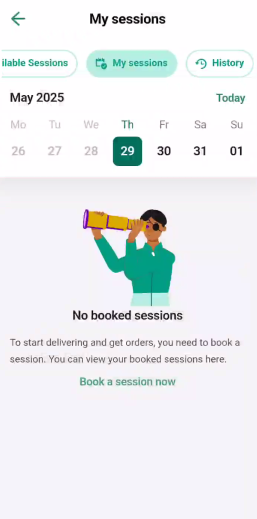 My sessions
ilable Sessions
My sessions
History
May 2025
Today
Mo Tu We Th Fr Sa Su
26 27 28 29 30 31 01
No booked sessions
To start delivering and get orders, you need to book a
session. You can view your booked sessions here.
Book a session now